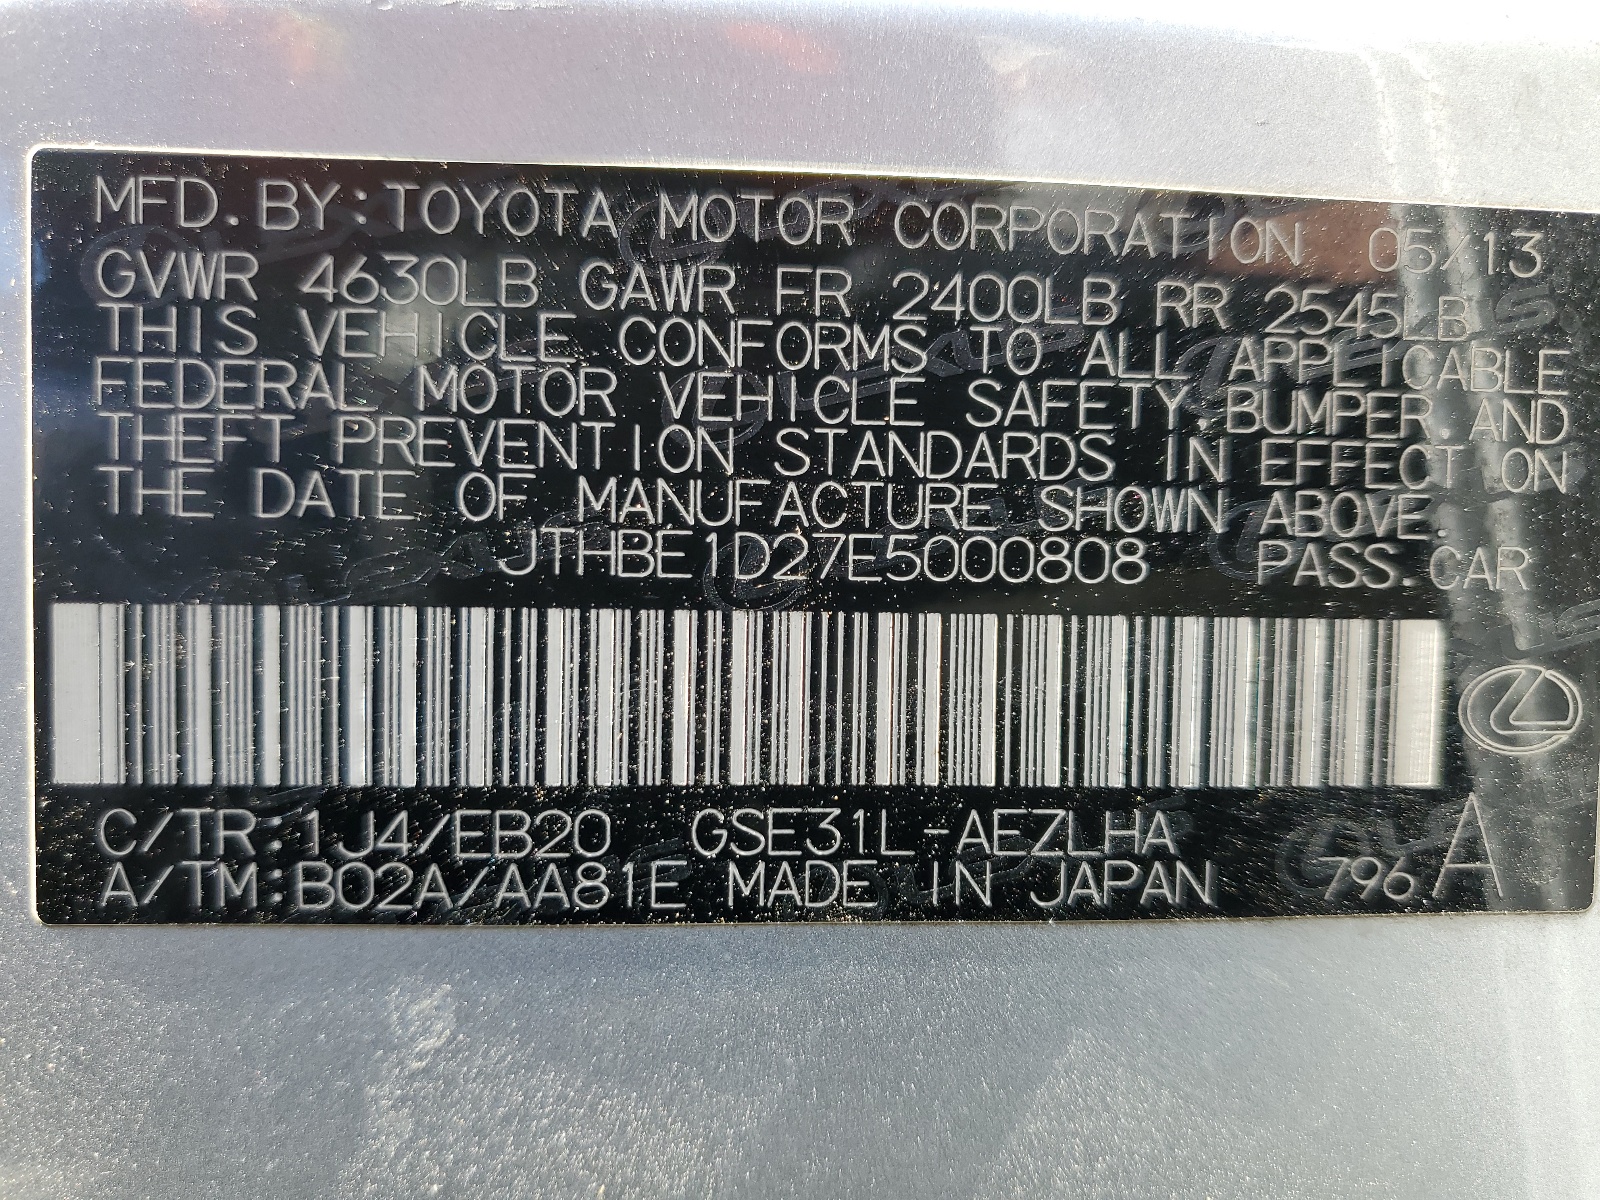 MFD. BY: TOYOTA MOTOR CORPORATION 05/13
GVWR 4630LB GAWR FR 2400LB RR 2545LB
THIS VEHICLE CONFORMS TO ALL APPLICABLE
FEDERAL MOTOR VEHICLE SAFETY, BUMPER, AND
THEFT PREVENTION STANDARDS IN EFFECT ON
THE DATE OF MANUFACTURE SHOWN ABOVE.
JTHBE1D27E5000808 PASS. CAR
C/TR: 1J4/EB20 GSE31L-AEZLHA
A/TM: B02A/AA81E MADE IN JAPAN 796 A